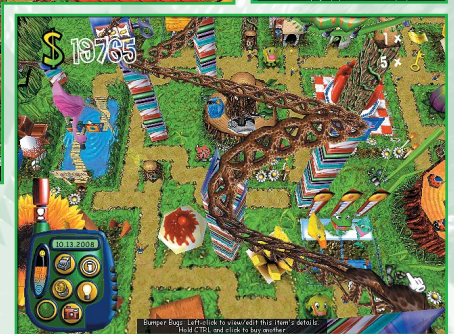 $ 19765
1 x
5 x
10.13.2008
Bumper Bugs: Left-click to view/edit this item's details.
Hold CTRL and click to buy another